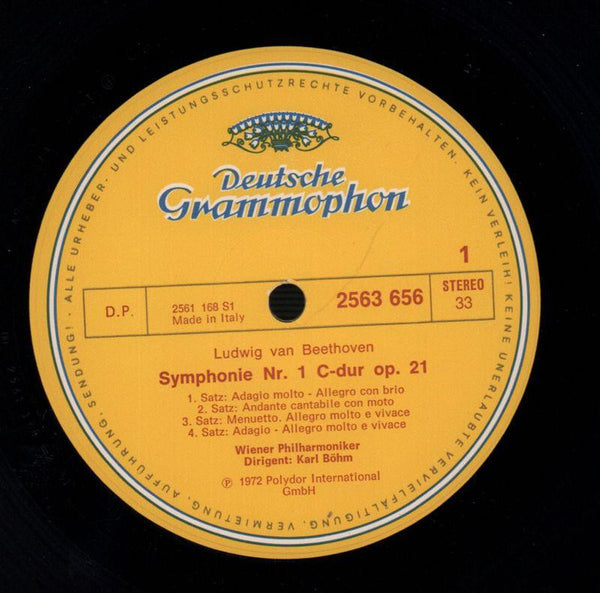 ALLE URHEBER- UND LEISTUNGSSCHUTZRECHTE VORBEHALTEN. KEIN VERLEIH! KEINE UNERLAUBTE VERVIELFÄLTIGUNG, VERMIETUNG, AUFFÜHRUNG, SENDUNG!
Deutsche
Grammophon
1
D.P.
2561 168 S1
Made in Italy
2563 656
STEREO
33
Ludwig van Beethoven
Symphonie Nr. 1 C-dur op. 21
1. Satz: Adagio molto - Allegro con brio
2. Satz: Andante cantabile con moto
3. Satz: Menuetto. Allegro molto e vivace
4. Satz: Adagio - Allegro molto e vivace
Wiener Philharmoniker
Dirigent: Karl Böhm
Ⓟ 1972 Polydor International
GmbH